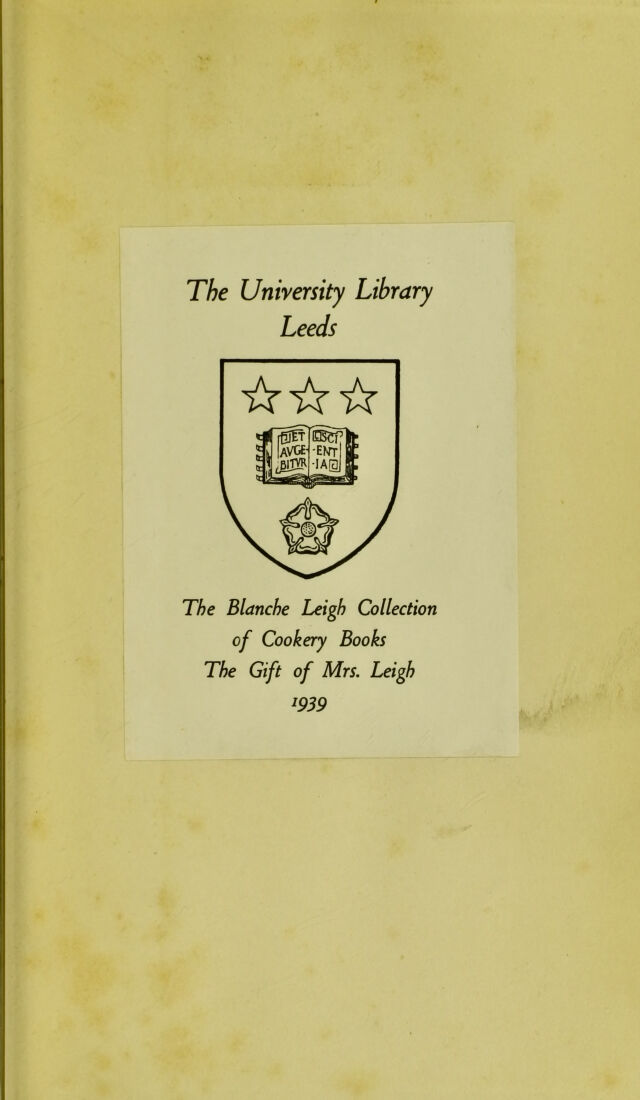 The University Library
Leeds
ET
AVGE-
BITVR
SCI
-ENT
-IA
The Blanche Leigh Collection
of Cookery Books
The Gift of Mrs. Leigh
1939